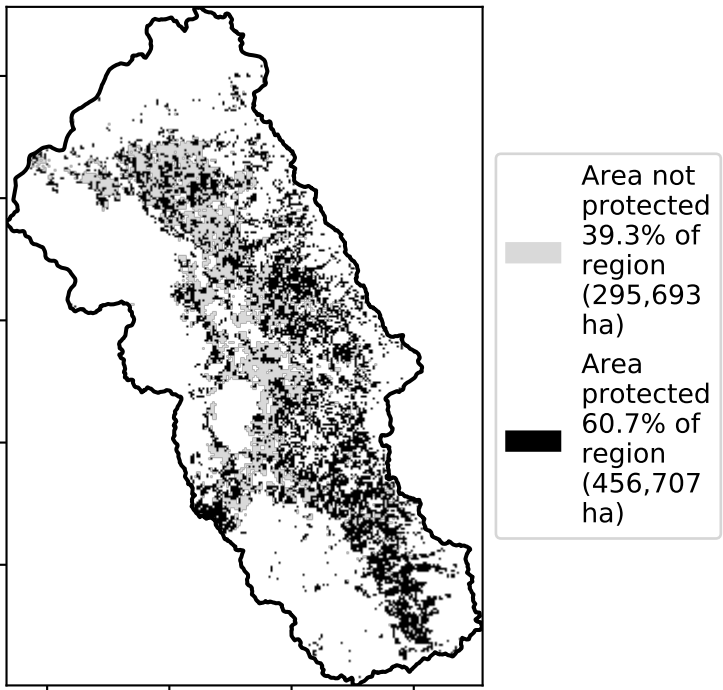 Area not
protected
39.3% of
region
(295,693
ha)
Area
protected
60.7% of
region
(456,707
ha)